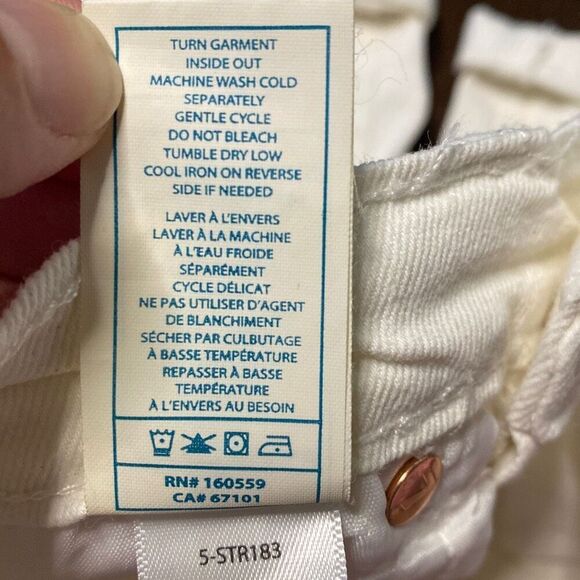 TURN GARMENT
INSIDE OUT
MACHINE WASH COLD
SEPARATELY
GENTLE CYCLE
DO NOT BLEACH
TUMBLE DRY LOW
COOL IRON ON REVERSE
SIDE IF NEEDED
LAVER À L'ENVERS
LAVER À LA MACHINE
À L'EAU FROIDE
SÉPARÉMENT
CYCLE DÉLICAT
NE PAS UTILISER D'AGENT
DE BLANCHIMENT
SÉCHER PAR CULBUTAGE
À BASSE TEMPÉRATURE
REPASSER À BASSE
TEMPÉRATURE
À L'ENVERS AU BESOIN
RN# 160559
CA# 67101
5-STR183